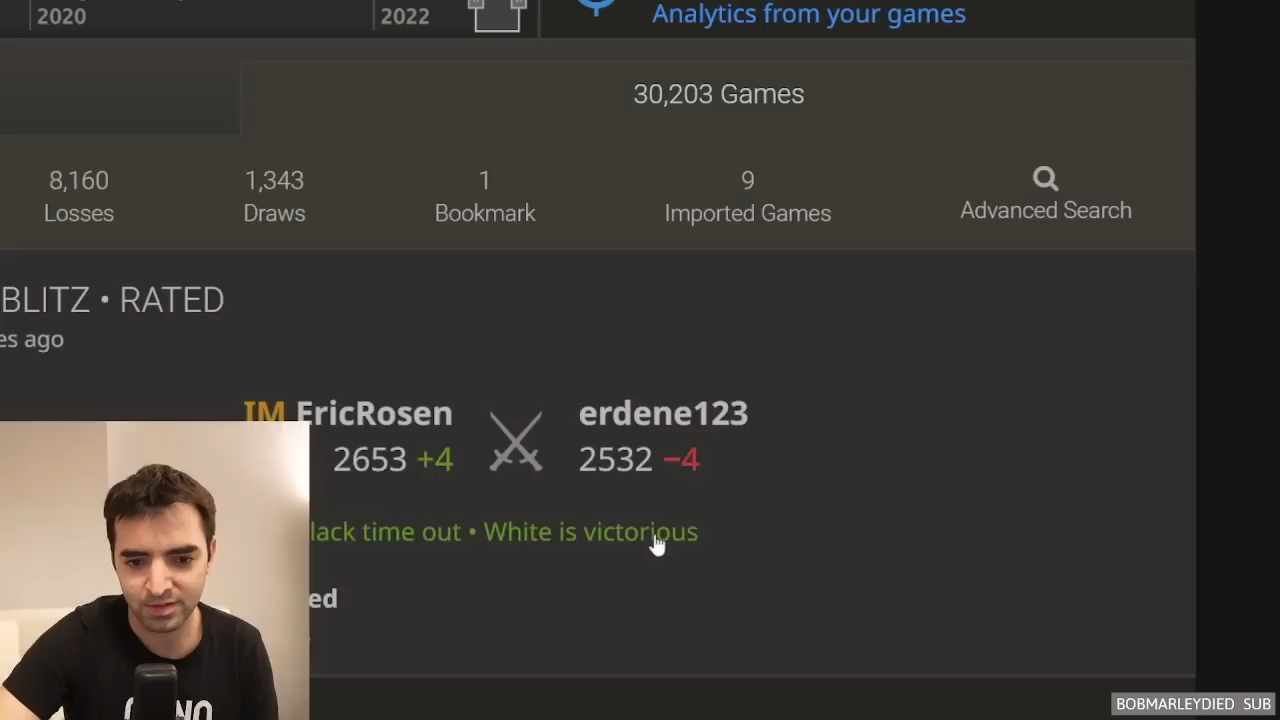 2020
2022
Analytics from your games
30,203 Games
8,160
Losses
1,343
Draws
1
Bookmark
9
Imported Games
Advanced Search
BLITZ • RATED
es ago
IM EricRosen
2653 +4
erdene123
2532 −4
lack time out • White is victorious
ed
BOBMARLEYDIED SUB